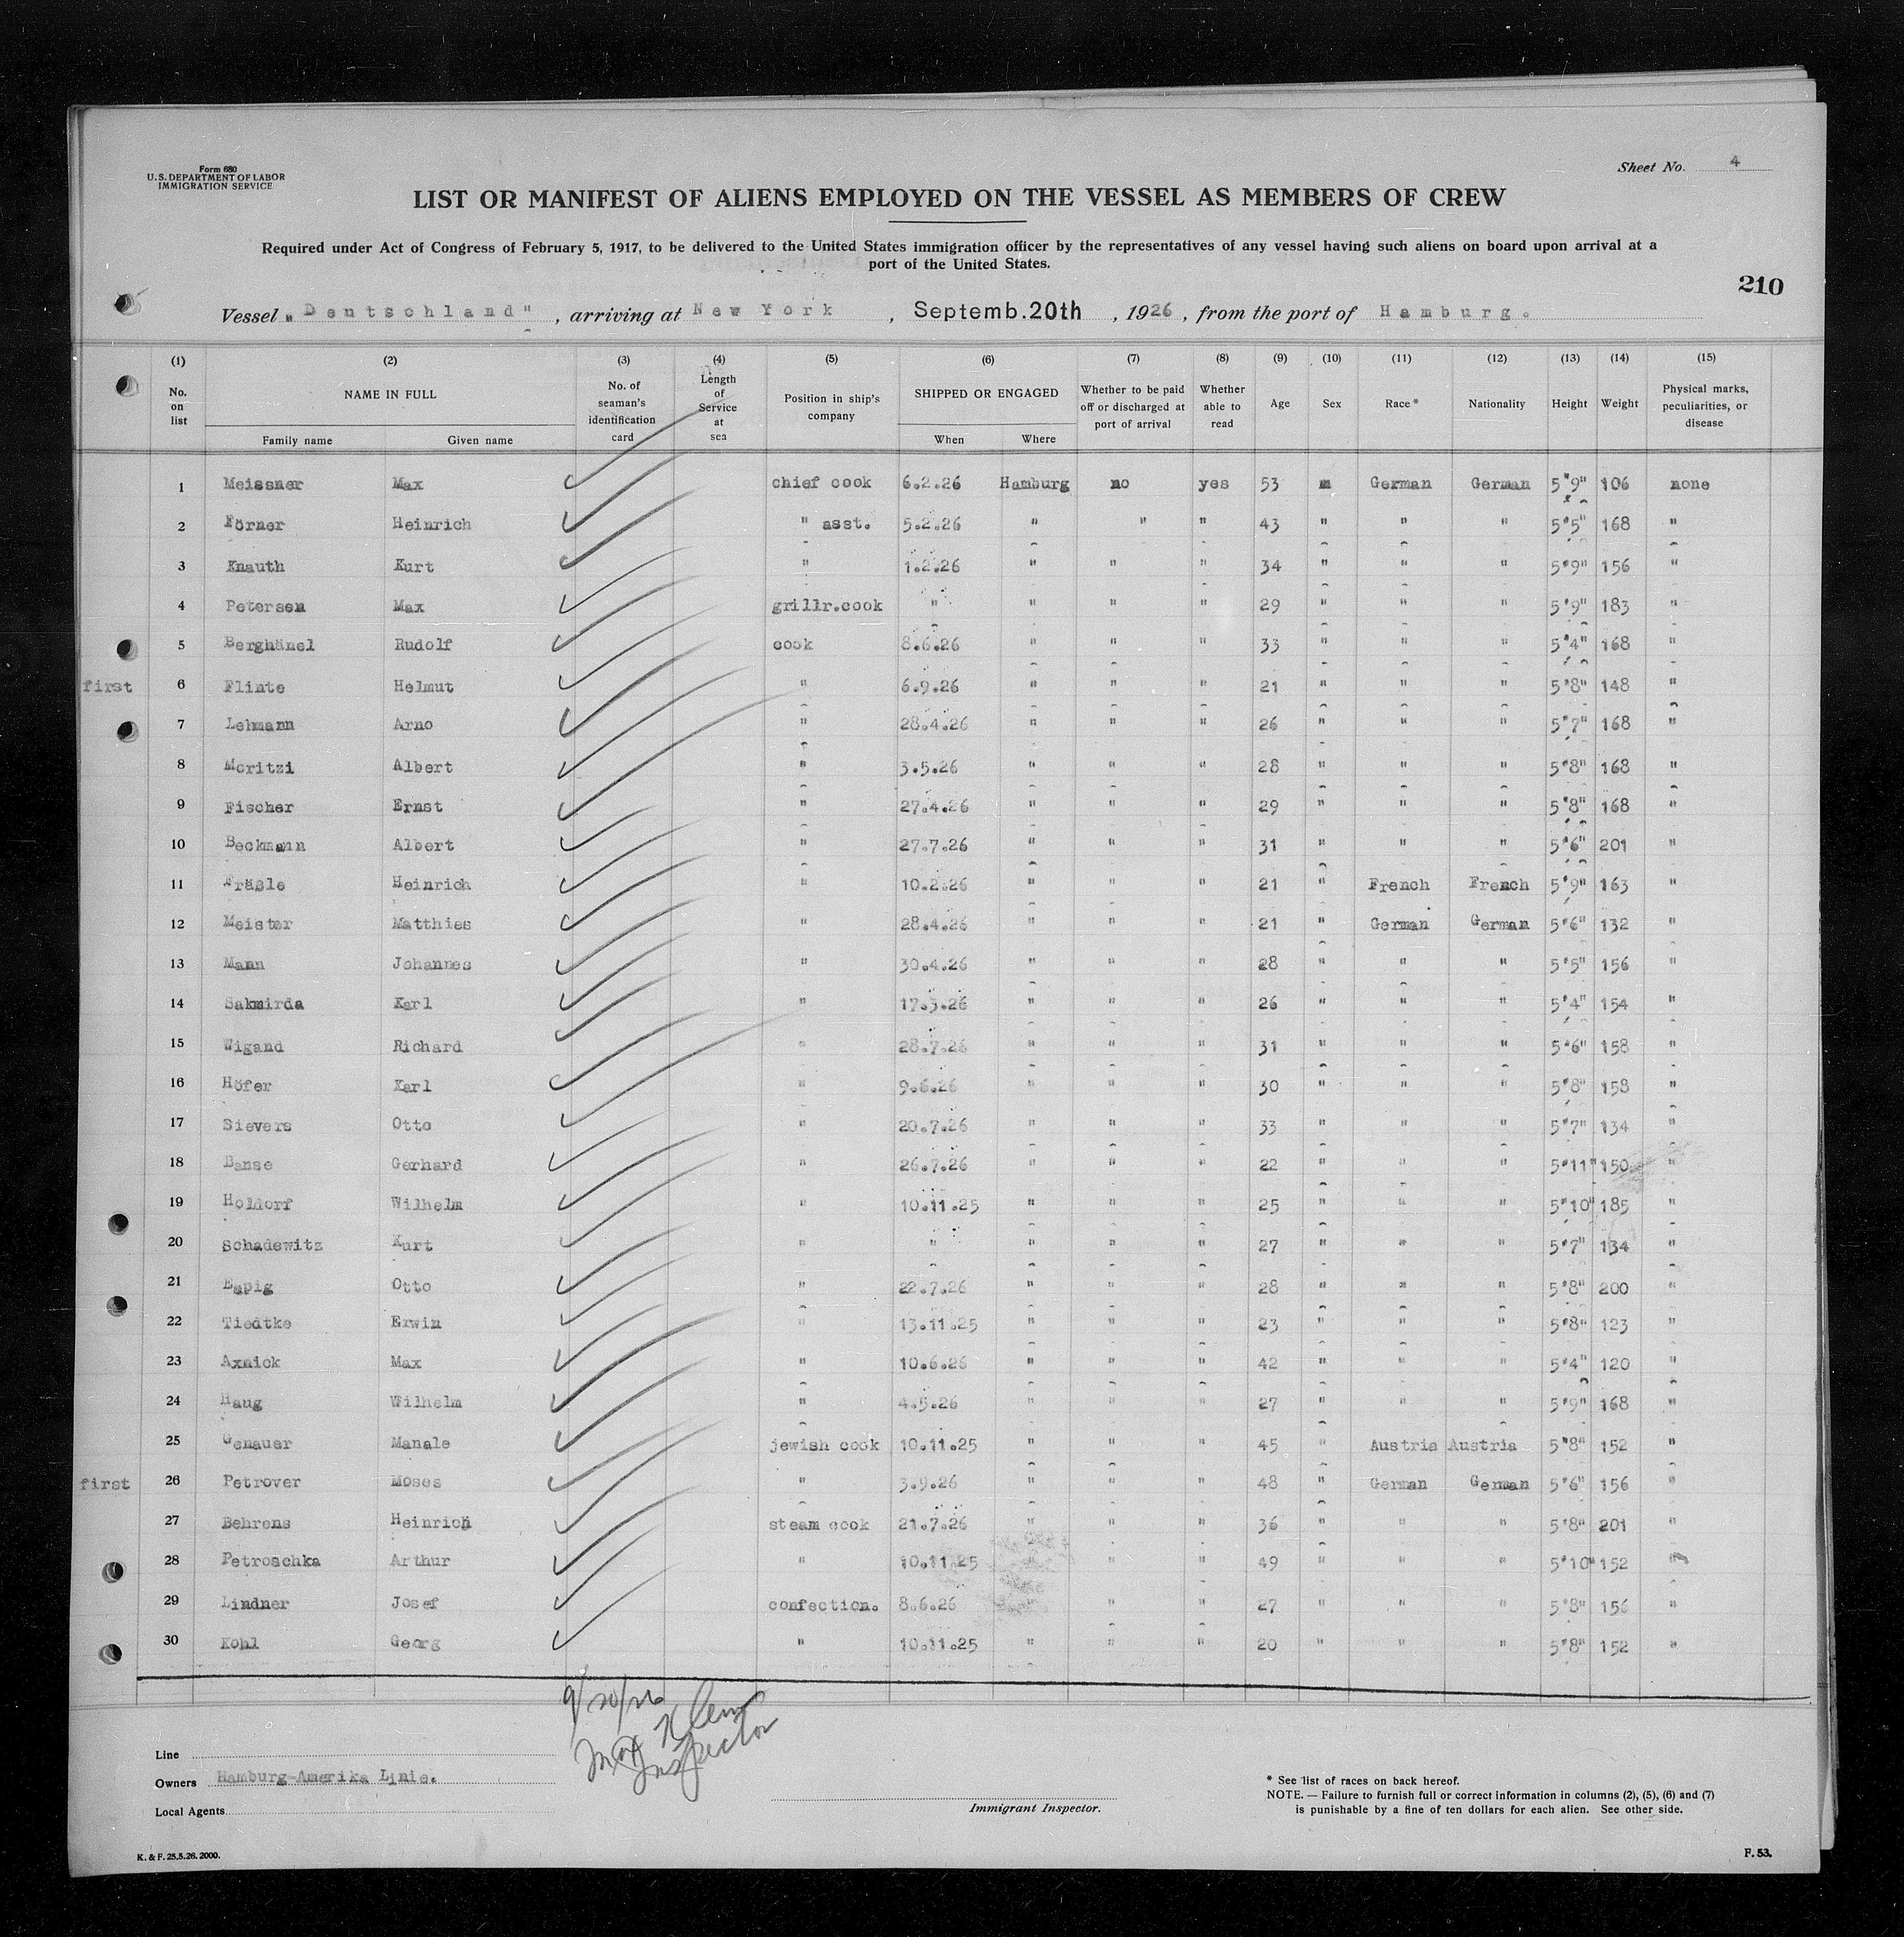 Form 680
U.S. DEPARTMENT OF LABOR
IMMIGRATION SERVICE
Sheet No. 4
LIST OR MANIFEST OF ALIENS EMPLOYED ON THE VESSEL AS MEMBERS OF CREW
Required under Act of Congress of February 5, 1917, to be delivered to the United States immigration officer by the representatives of any vessel having such aliens on board upon arrival at a
port of the United States.
210
Vessel „Deutschland" , arriving at New York , Septemb.20th , 1926 , from the port of Hamburg.
(1) (2) (3) (4) (5) (6) (7) (8) (9) (10) (11) (12) (13) (14) (15)
No. on list NAME IN FULL Family name Given name No. of seaman's identification card Length of Service at sea Position in ship's company SHIPPED OR ENGAGED When Where Whether to be paid off or discharged at port of arrival Whether able to read Age Sex Race* Nationality Height Weight Physical marks, peculiarities, or disease
1 Meissner Max chief cook 6.2.26 Hamburg no yes 53 m German German 5'9" 106 none
2 Förner Heinrich " asst. 5.2.26 " " " 43 " " " 5'5" 168 "
3 Knauth Kurt " 1.2.26 " " " 34 " " " 5'9" 156 "
4 Petersen Max grillr.cook " " " " 29 " " " 5'9" 183 "
5 Berghänel Rudolf cook 8.6.26 " " " 33 " " " 5'4" 168 "
first 6 Flinte Helmut " 6.9.26 " " " 21 " " " 5'8" 148 "
7 Lehmann Arno " 28.4.26 " " " 26 " " " 5'7" 168 "
8 Moritzi Albert " 3.5.26 " " " 28 " " " 5'8" 168 "
9 Fischer Ernst " 27.4.26 " " " 29 " " " 5'8" 168 "
10 Beckmann Albert " 27.7.26 " " " 31 " " " 5'6" 201 "
11 Fräßle Heinrich " 10.2.26 " " " 21 " French French 5'9" 163 "
12 Meister Matthies " 28.4.26 " " " 21 " German German 5'6" 132 "
13 Mann Johannes " 30.4.26 " " " 28 " " " 5'5" 156 "
14 Sakmirda Karl " 17.3.26 " " " 26 " " " 5'4" 154 "
15 Wigand Richard " 28.7.26 " " " 31 " " " 5'6" 158 "
16 Höfer Karl " 9.6.26 " " " 30 " " " 5'8" 158 "
17 Sievers Otto " 20.7.26 " " " 33 " " " 5'7" 134 "
18 Banse Gerhard " 26.7.26 " " " 22 " " " 5'11" 150 "
19 Holdorf Wilhelm " 10.11.25 " " " 25 " " " 5'10" 185 "
20 Schadewitz Kurt " " " " " 27 " " " 5'7" 134 "
21 Espig Otto " 22.7.26 " " " 28 " " " 5'8" 200 "
22 Tiedtke Erwin " 13.11.25 " " " 23 " " " 5'8" 123 "
23 Axnick Max " 10.6.26 " " " 42 " " " 5'4" 120 "
24 Haug Wilhelm " 4.5.26 " " " 27 " " " 5'9" 168 "
25 Genauer Manale jewish cook 10.11.25 " " " 45 " Austria Austria 5'8" 152 "
first 26 Petrover Moses " 3.9.26 " " " 48 " German German 5'6" 156 "
27 Behrens Heinrich steam cook 21.7.26 " " " 36 " " " 5'8" 201 "
28 Petroschka Arthur " 10.11.25 " " " 49 " " " 5'10" 152 "
29 Lindner Josef confection. 8.6.26 " " 27 " " " 5'8" 156 "
30 Kohl Georg " 10.11.25 " " " 20 " " " 5'8" 152 "
9/20/26
Max Klein
Inspector
Line
Owners Hamburg-Amerika Linie.
Local Agents
Immigrant Inspector.
* See list of races on back hereof.
NOTE. — Failure to furnish full or correct information in columns (2), (5), (6) and (7)
is punishable by a fine of ten dollars for each alien. See other side.
K. & F. 25.5.26. 2000.
F. 53.